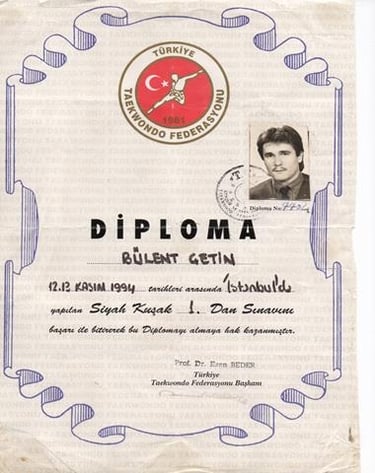 TÜRKİYE
TAEKWONDO FEDERASYONU
1981
Diploma No:
DİPLOMA
BÜLENT GETİN
12.13 KASIM 1994 tarihleri arasında İstanbul'da
yapılan Siyah Kuşak 1. Dan Sınavını
başarı ile bitirerek bu Diplomayı almaya hak kazanmıştır.
Prof. Dr. Esen BEDER
Türkiye
Taekwondo Federasyonu Başkanı